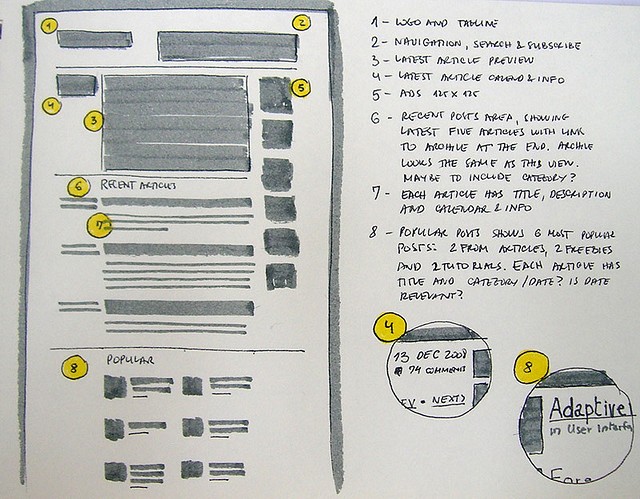 1
2
4
3
5
6 RECENT ARTICLES
7
8 POPULAR
1 - LOGO AND TAGLINE
2 - NAVIGATION, SEARCH & SUBSCRIBE
3 - LATEST ARTICLE PREVIEW
4 - LATEST ARTICLE CALEND & INFO
5 - ADS 125 x 125
6 - RECENT POSTS AREA, SHOWING
LATEST FIVE ARTICLES WITH LINK
TO ARCHIVE AT THE END. ARCHIVE
LOOKS THE SAME AS THIS VIEW.
MAYBE TO INCLUDE CATEGORY?
7 - EACH ARTICLE HAS TITLE, DESCRIPTION
AND CALENDAR & INFO
8 - POPULAR POSTS SHOWS 6 MOST POPULAR
POSTS: 2 FROM ARTICLES, 2 FREEBIES
AND 2 TUTORIALS. EACH ARTICLE HAS
TITLE AND CATEGORY/DATE? IS DATE
RELEVANT?
4
13 DEC 2008
74 COMMENTS
EV • NEXT>
8
Adaptive
in User Interfa